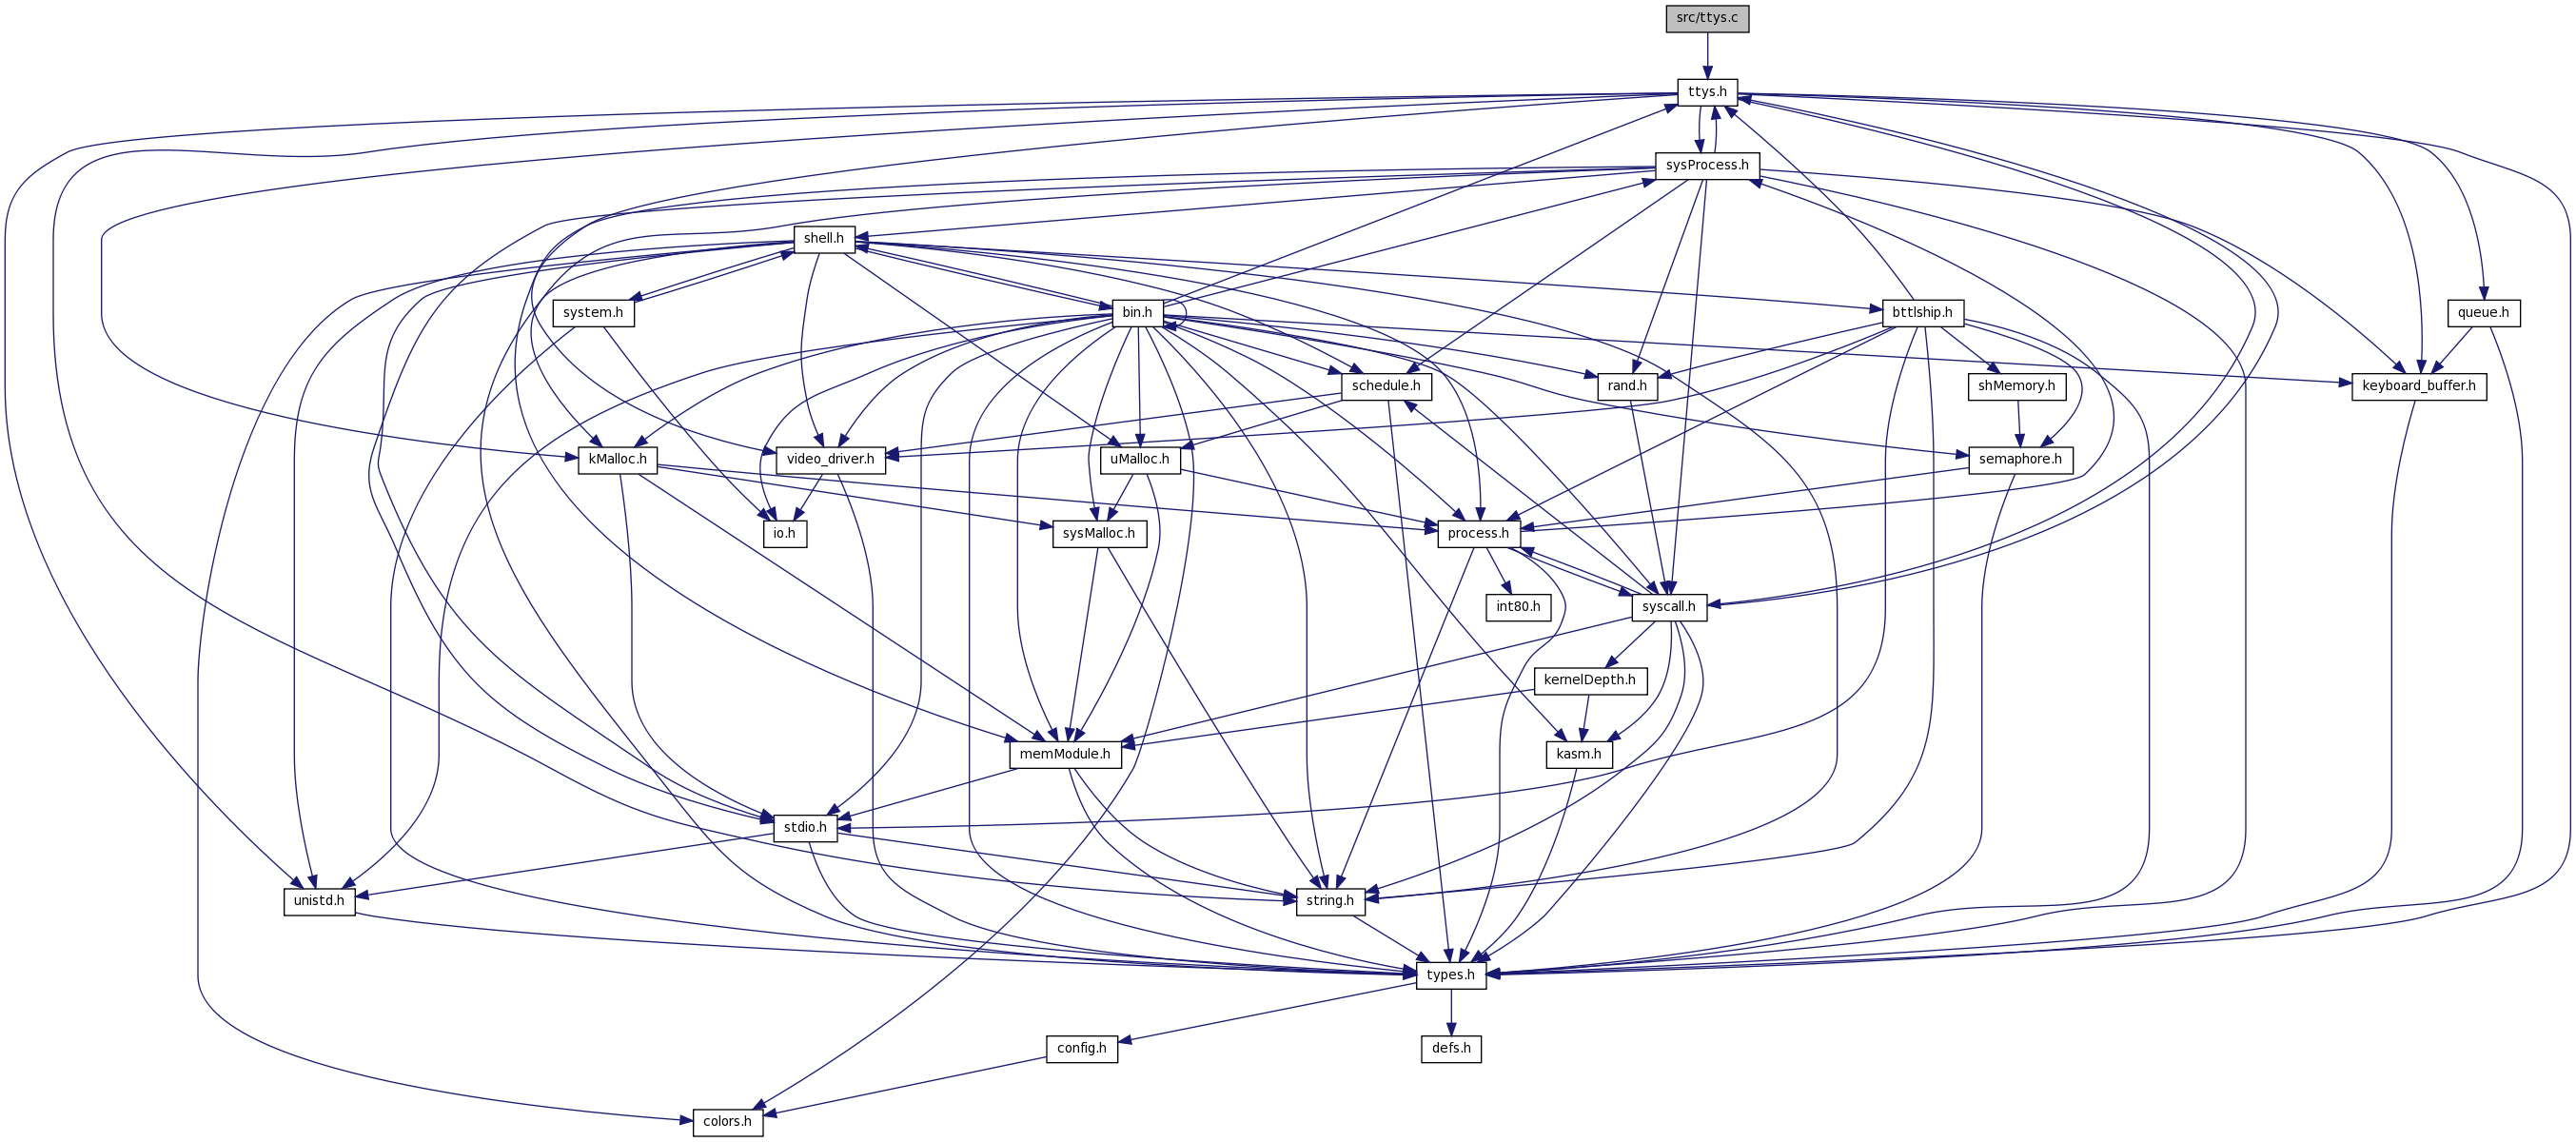 src/ttys.c
ttys.h
sysProcess.h
shell.h
system.h
bin.h
bttlship.h
queue.h
schedule.h
rand.h
shMemory.h
keyboard_buffer.h
kMalloc.h
video_driver.h
uMalloc.h
semaphore.h
io.h
sysMalloc.h
process.h
int80.h
syscall.h
kernelDepth.h
memModule.h
kasm.h
stdio.h
unistd.h
string.h
types.h
config.h
defs.h
colors.h